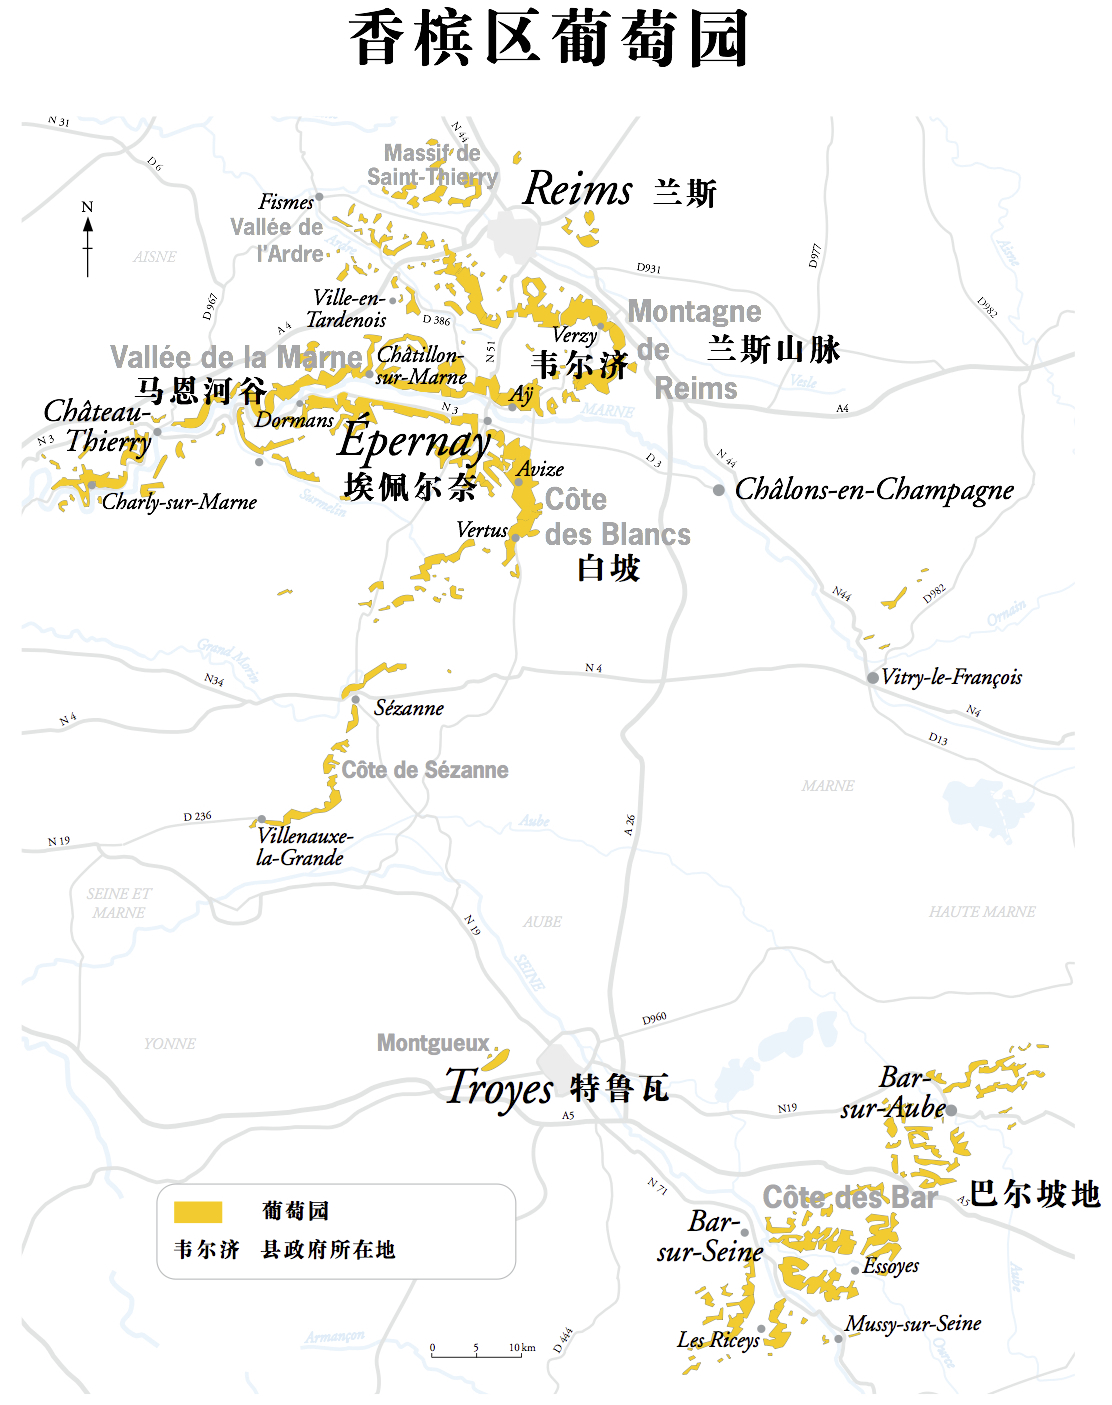 香槟区葡萄园
N 31
N 44
D 6
Massif de
Saint-Thierry
Reims 兰斯
Fismes
N
Vallée de
l'Ardre
Ardre
AISNE
Aisne
D977
D931
D967
D982
Ville-en-
Tardenois
D 386
A 4
Montagne
de
Reims
兰斯山脉
Verzy
韦尔济
N 51
Vallée de la Marne
马恩河谷
Châtillon-
sur-Marne
Vesle
Aÿ
MARNE
A4
Château-
Thierry
N 3
Dormans
N 3
Épernay
埃佩尔奈
D 3
N 44
Avize
Charly-sur-Marne
Surmelin
Châlons-en-Champagne
Côte
des Blancs
白坡
Vertus
N44
D982
Ornain
Grand Morin
N34
N 4
Vitry-le-François
N 4
N4
D13
Sézanne
Côte de Sézanne
MARNE
D 236
N 19
Villenauxe-
la-Grande
Aube
A 26
SEINE ET
MARNE
AUBE
HAUTE MARNE
N 19
SEINE
D960
YONNE
Montgueux
Troyes 特鲁瓦
A5
N19
Bar-
sur-Aube
N 71
Côte des Bar
A5
巴尔坡地
葡萄园
韦尔济 县政府所在地
Bar-
sur-Seine
Essoyes
Aube
Les Riceys
Mussy-sur-Seine
Armançon
D 444
Ource
0 5 10 km